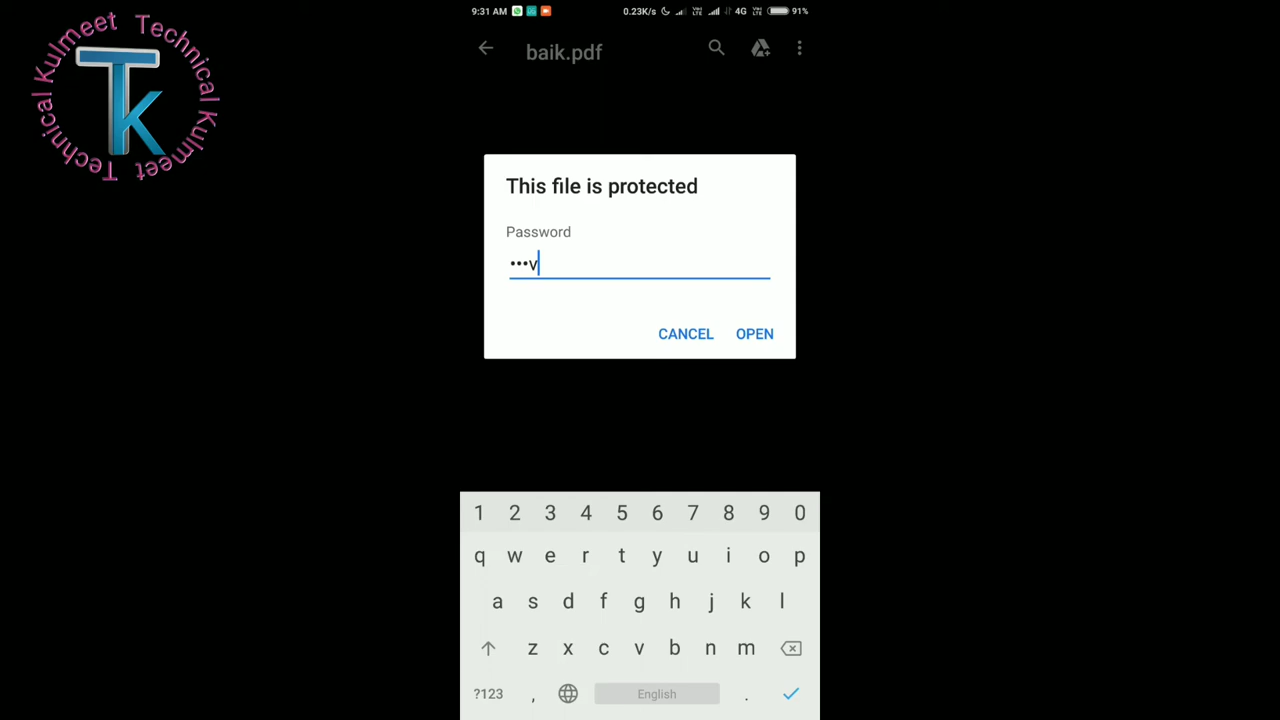 Technical Kulmeet Technical Kulmeet
TK
9:31 AM 0.23K/s 4G 91%
baik.pdf
This file is protected
Password
•••v
CANCEL OPEN
1 2 3 4 5 6 7 8 9 0
q w e r t y u i o p
a s d f g h j k l
z x c v b n m
?123 , English .